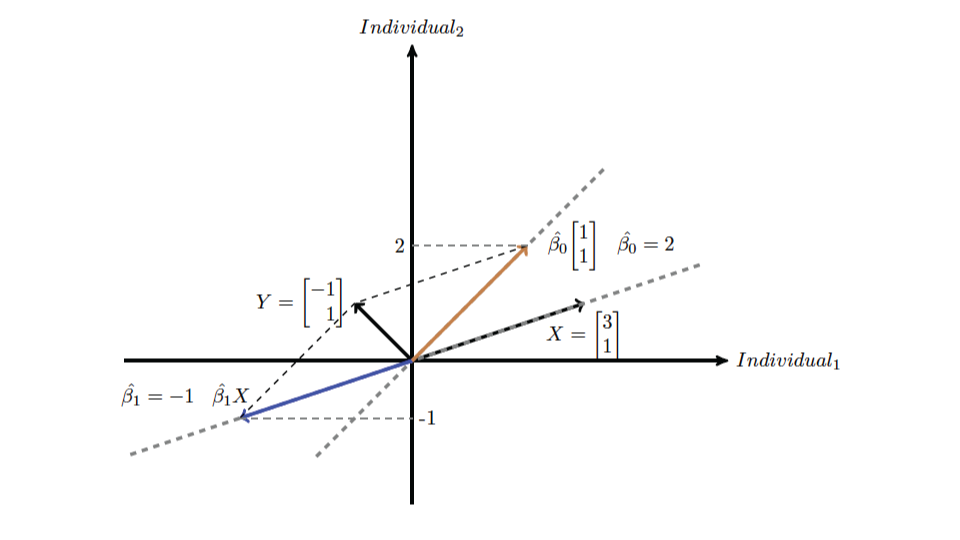 Individual₂
2
β̂₀ [1 1] β̂₀ = 2
Y = [−1 1]
X = [3 1]
Individual₁
β̂₁ = −1 β̂₁X
-1